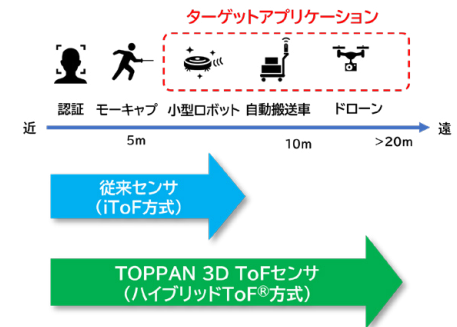 ターゲットアプリケーション
認証 モーキャプ 小型ロボット 自動搬送車 ドローン
近 遠
5m 10m >20m
従来センサ
(iToF方式)
TOPPAN 3D ToFセンサ
(ハイブリッドToF®方式)